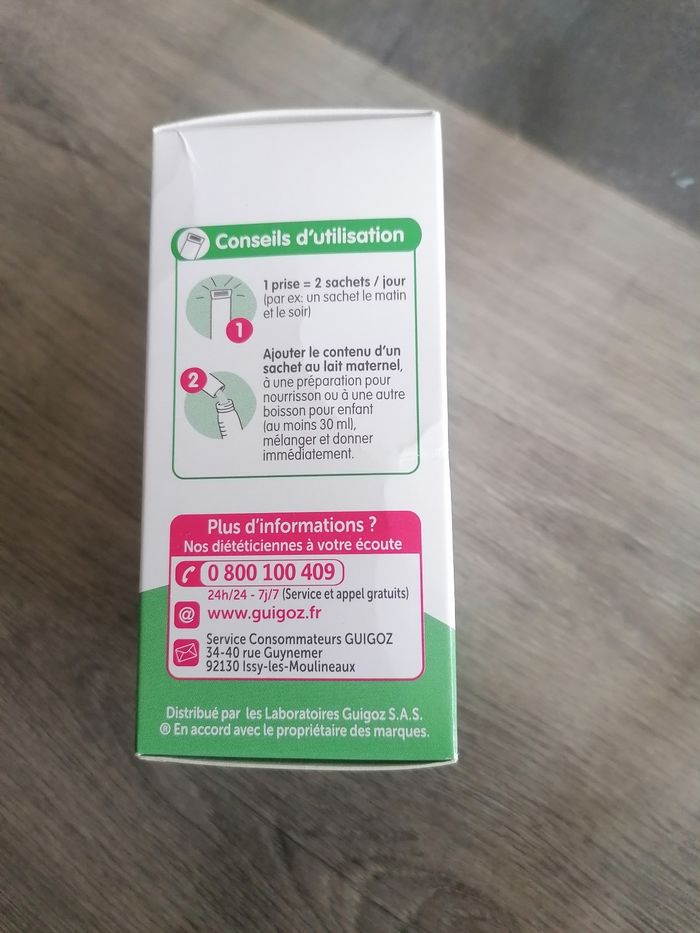 Conseils d'utilisation
1 prise = 2 sachets / jour
(par ex: un sachet le matin
et le soir)
1
Ajouter le contenu d'un
sachet au lait maternel,
2
à une préparation pour
nourrisson ou à une autre
boisson pour enfant
(au moins 30 ml),
mélanger et donner
immédiatement.
Plus d'informations ?
Nos diététiciennes à votre écoute
0 800 100 409
24h/24 - 7j/7 (Service et appel gratuits)
@ www.guigoz.fr
Service Consommateurs GUIGOZ
34-40 rue Guynemer
92130 Issy-les-Moulineaux
Distribué par les Laboratoires Guigoz S.A.S.
® En accord avec le propriétaire des marques.